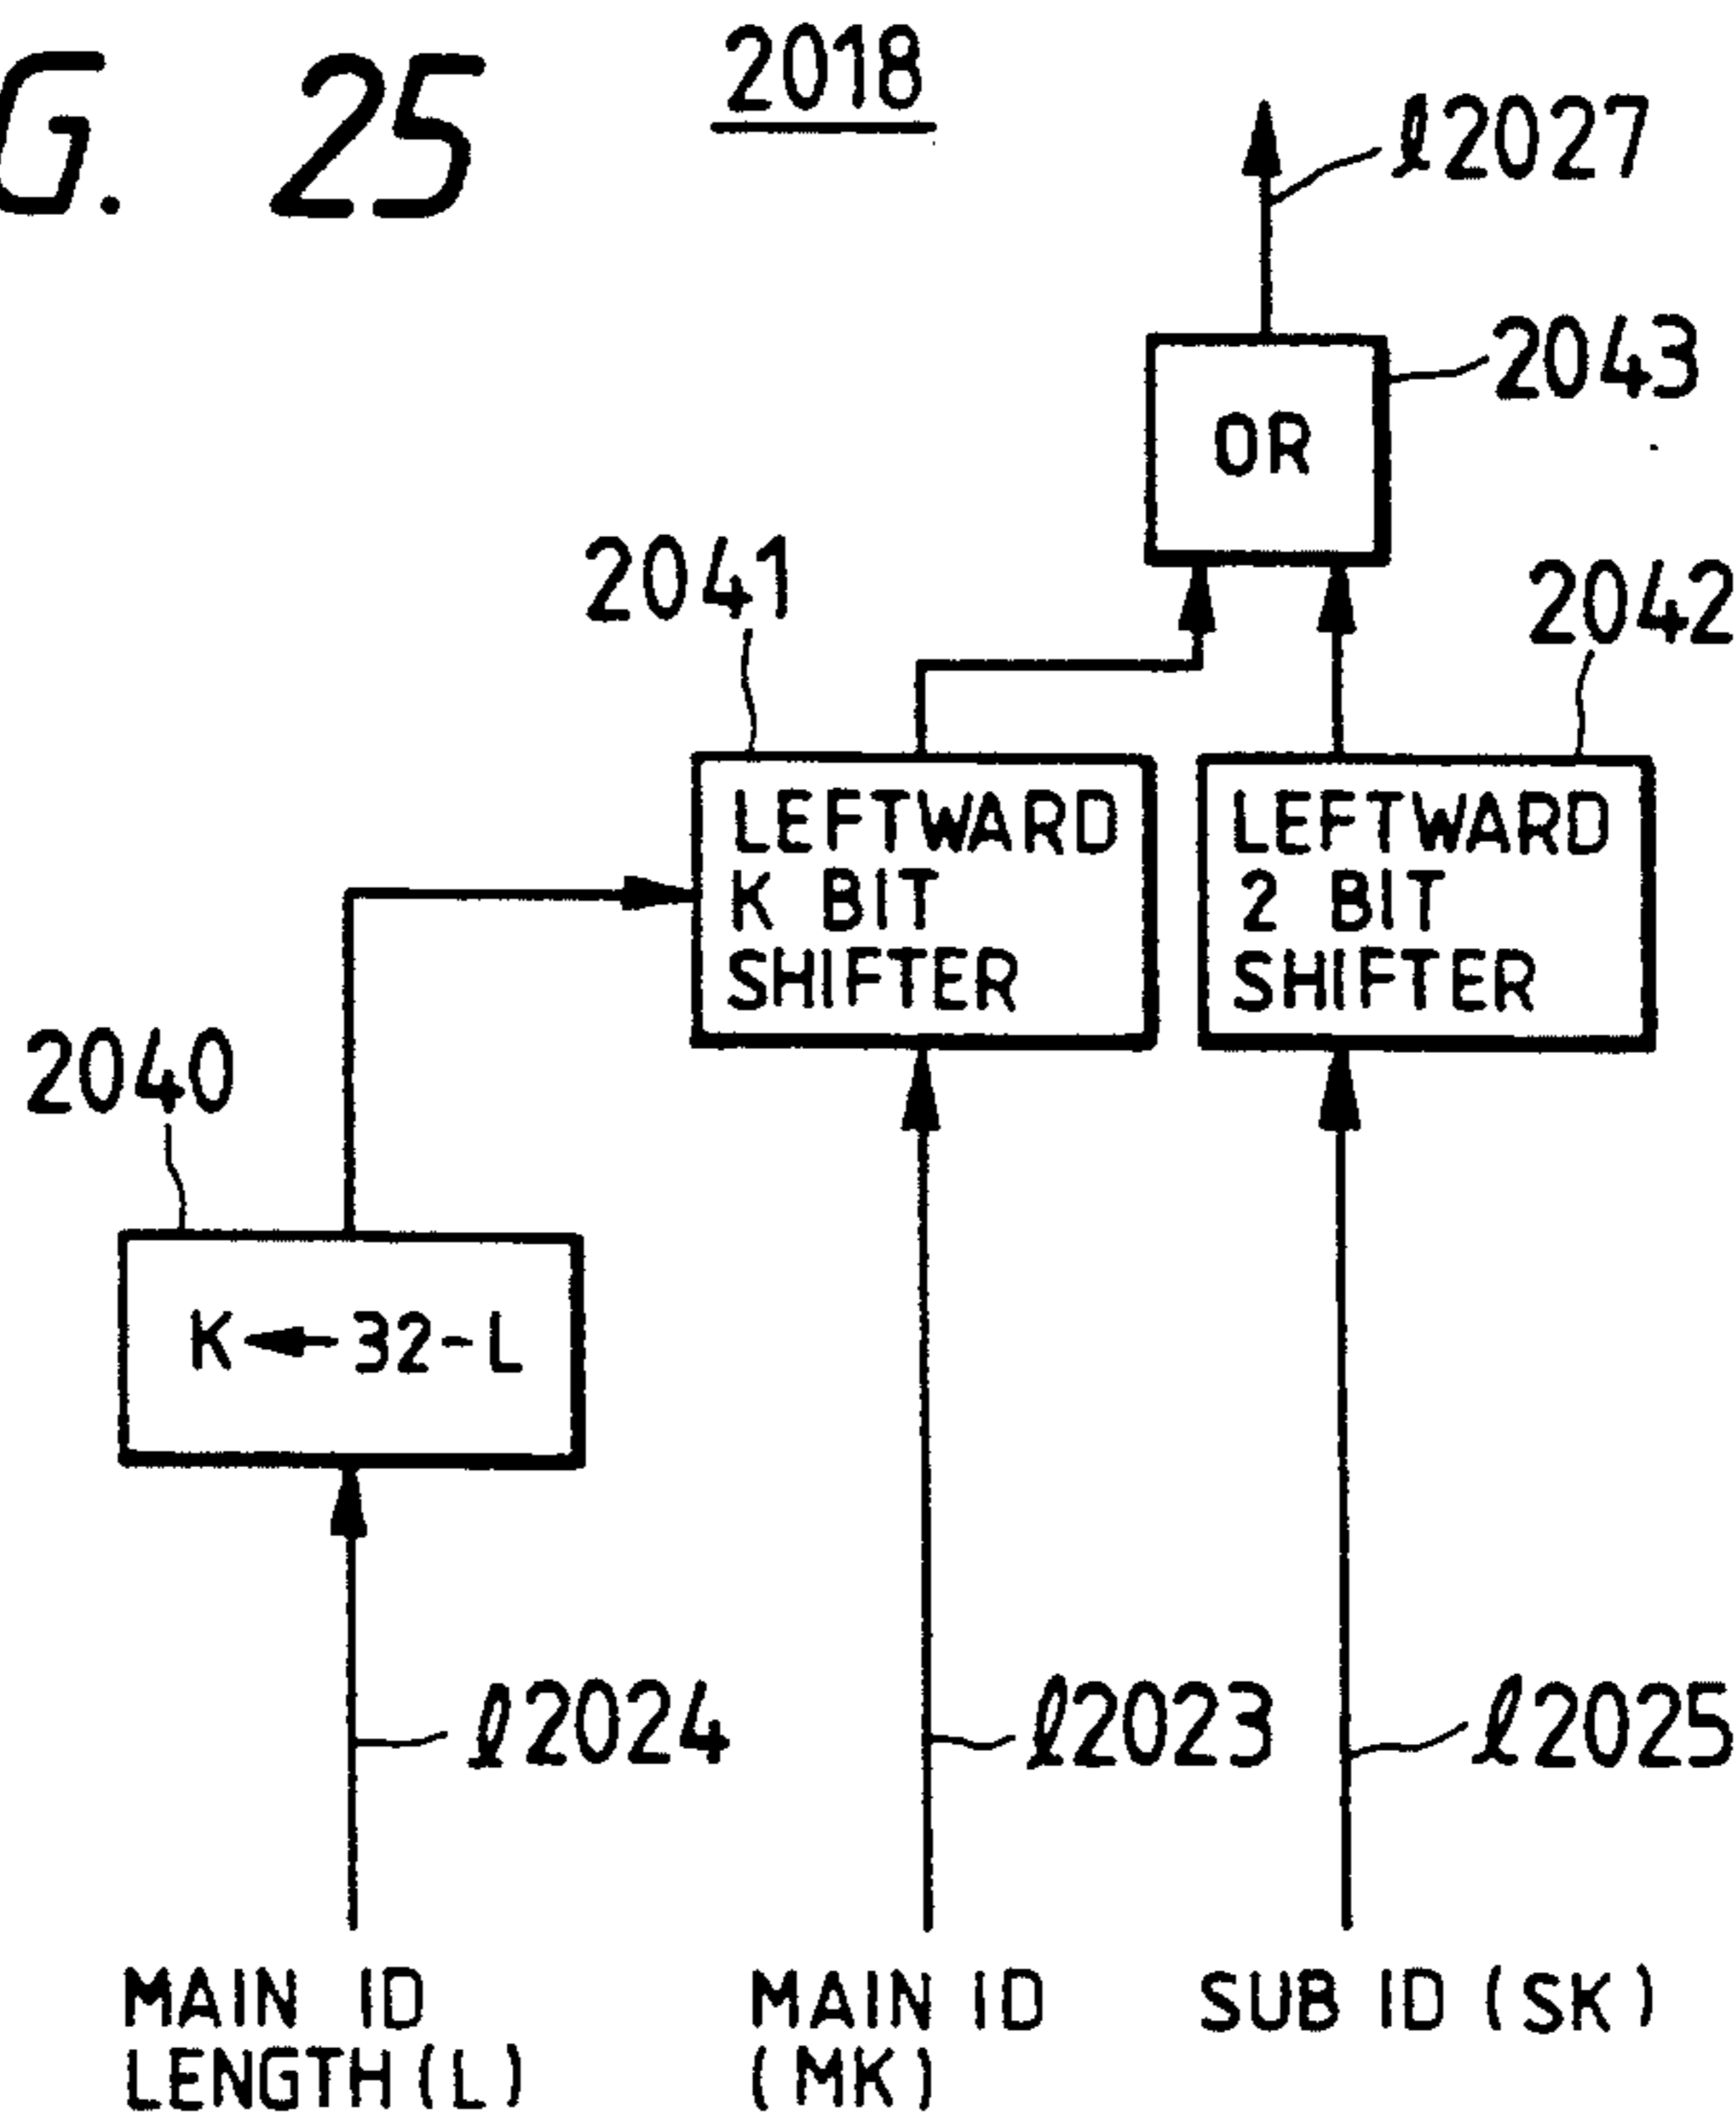 G. 25
2018
ℓ2027
2043
OR
2041
2042
LEFTWARD
K BIT
SHIFTER
LEFTWARD
2 BIT
SHIFTER
2040
K←32-L
ℓ2024
ℓ2023
ℓ2025
MAIN ID
LENGTH(L)
MAIN ID
(MK)
SUB ID (SK)